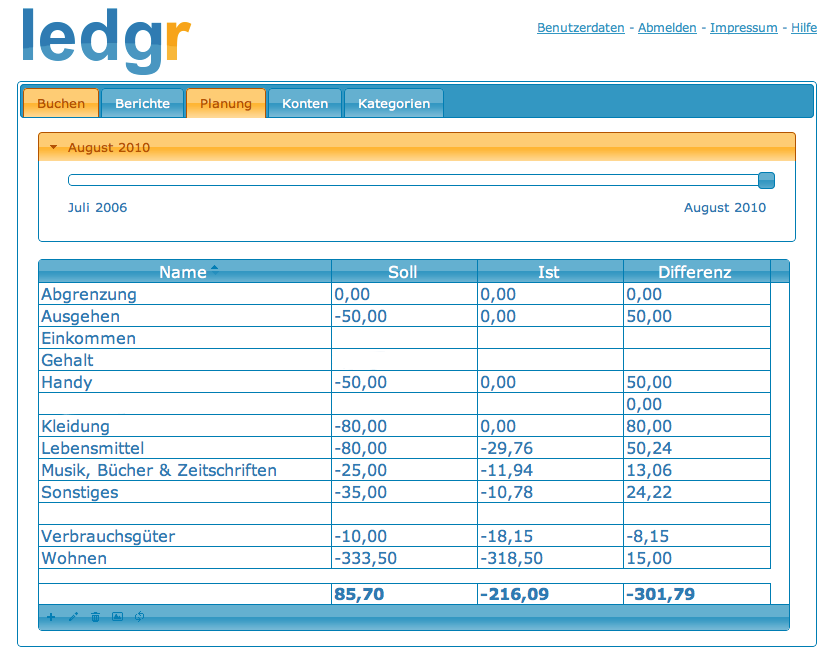 ledgr
Benutzerdaten - Abmelden - Impressum - Hilfe
Buchen Berichte Planung Konten Kategorien
August 2010
Juli 2006 August 2010
Name Soll Ist Differenz
Abgrenzung 0,00 0,00 0,00
Ausgehen -50,00 0,00 50,00
Einkommen
Gehalt
Handy -50,00 0,00 50,00
0,00
Kleidung -80,00 0,00 80,00
Lebensmittel -80,00 -29,76 50,24
Musik, Bücher & Zeitschriften -25,00 -11,94 13,06
Sonstiges -35,00 -10,78 24,22
Verbrauchsgüter -10,00 -18,15 -8,15
Wohnen -333,50 -318,50 15,00
85,70 -216,09 -301,79